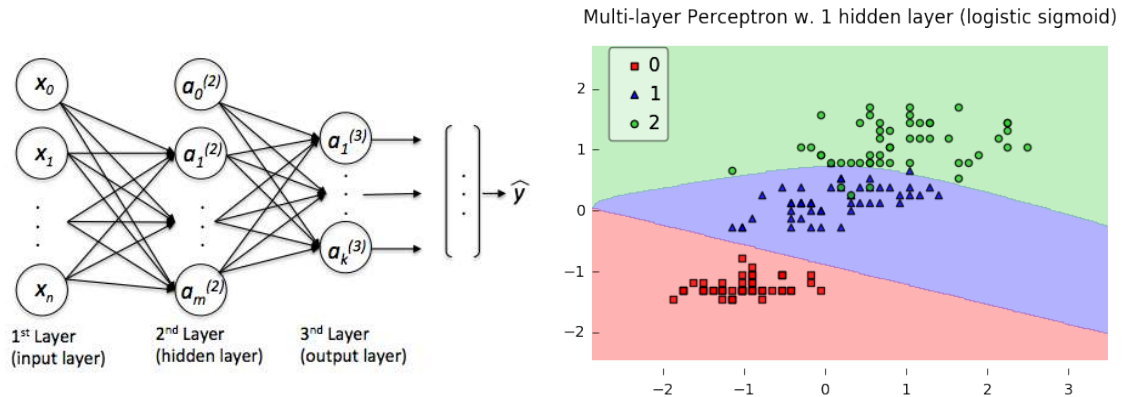 x0
x1
xn
a0(2)
a1(2)
am(2)
a1(3)
ak(3)
ŷ
1st Layer
(input layer)
2nd Layer
(hidden layer)
3nd Layer
(output layer)
Multi-layer Perceptron w. 1 hidden layer (logistic sigmoid)
0
1
2
2
1
0
−1
−2
−2 −1 0 1 2 3